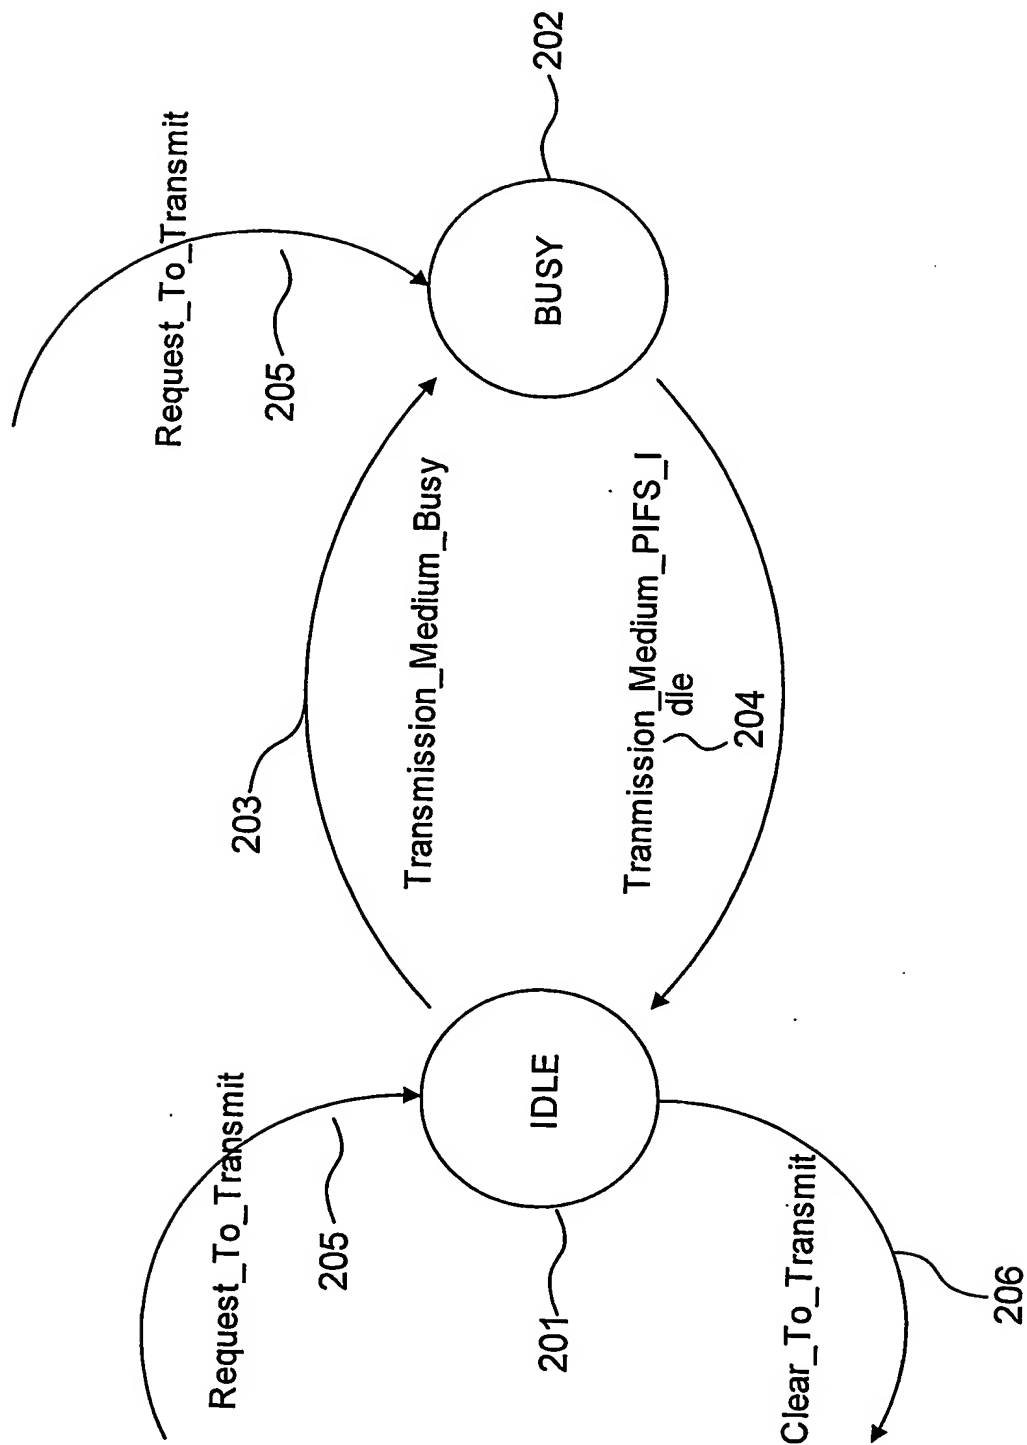 Request_To_Transmit
205
202
BUSY
203
Transmission_Medium_Busy
Tranmission_Medium_PIFS_I
dle
204
Request_To_Transmit
205
IDLE
201
Clear_To_Transmit
206